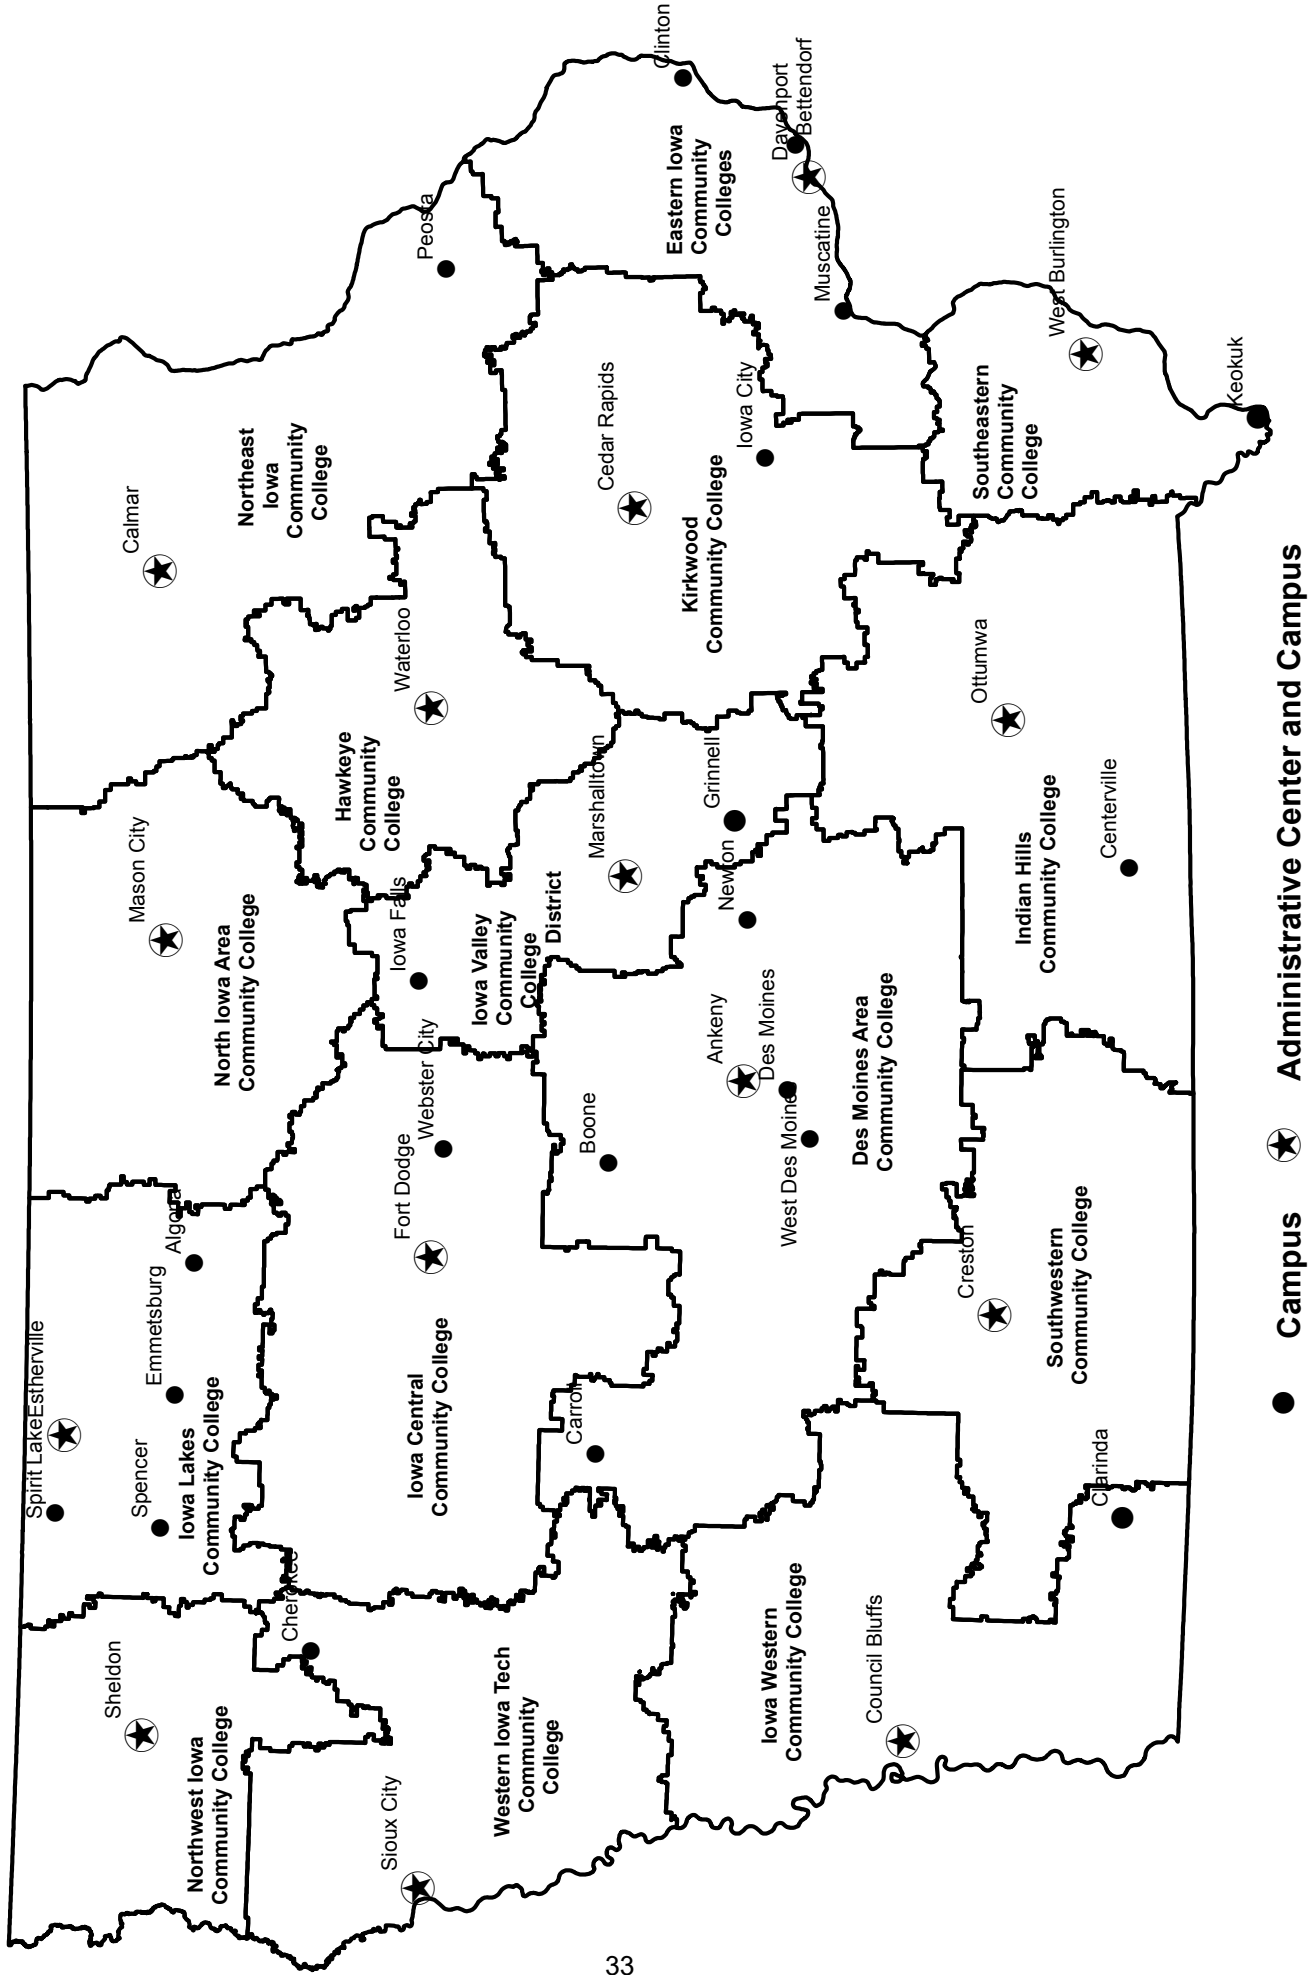 Spirit Lake
Estherville
Emmetsburg
Algona
Spencer
Iowa Lakes
Community College
Sheldon
Northwest Iowa
Community College
Cherokee
Sioux City
Western Iowa Tech
Community
College
Mason City
North Iowa Area
Community College
Calmar
Northeast
Iowa
Community
College
Peosta
Waterloo
Hawkeye
Community
College
Iowa Falls
Iowa Valley
Community
College
District
Marshalltown
Grinnell
Webster City
Fort Dodge
Iowa Central
Community College
Carroll
Boone
Ankeny
Des Moines
West Des Moines
Newton
Des Moines Area
Community College
Cedar Rapids
Iowa City
Kirkwood
Community College
Clinton
Davenport
Bettendorf
Muscatine
Eastern Iowa
Community
Colleges
West Burlington
Keokuk
Southeastern
Community
College
Ottumwa
Centerville
Indian Hills
Community College
Creston
Southwestern
Community College
Clarinda
Council Bluffs
Iowa Western
Community College
Campus
Administrative Center and Campus
33